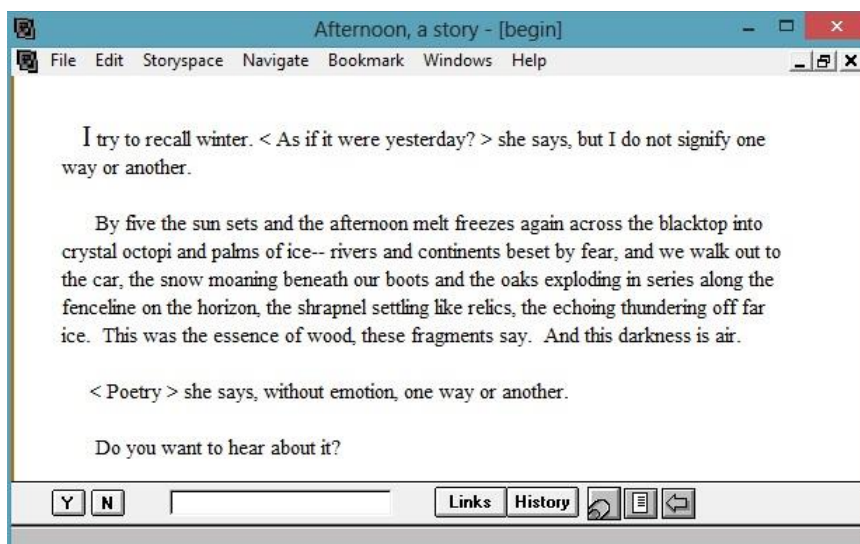 Afternoon, a story - [begin]
File Edit Storyspace Navigate Bookmark Windows Help
I try to recall winter. < As if it were yesterday? > she says, but I do not signify one
way or another.
By five the sun sets and the afternoon melt freezes again across the blacktop into
crystal octopi and palms of ice-- rivers and continents beset by fear, and we walk out to
the car, the snow moaning beneath our boots and the oaks exploding in series along the
fenceline on the horizon, the shrapnel settling like relics, the echoing thundering off far
ice. This was the essence of wood, these fragments say. And this darkness is air.
< Poetry > she says, without emotion, one way or another.
Do you want to hear about it?
Y N Links History